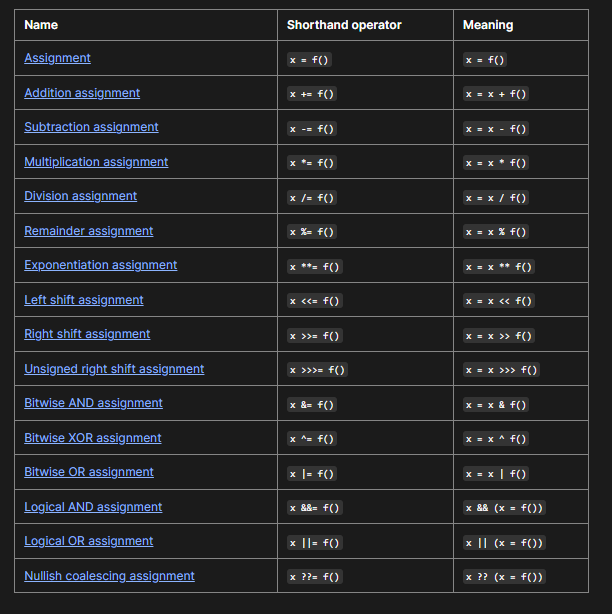 Name Shorthand operator Meaning
Assignment x = f() x = f()
Addition assignment x += f() x = x + f()
Subtraction assignment x -= f() x = x - f()
Multiplication assignment x *= f() x = x * f()
Division assignment x /= f() x = x / f()
Remainder assignment x %= f() x = x % f()
Exponentiation assignment x **= f() x = x ** f()
Left shift assignment x <<= f() x = x << f()
Right shift assignment x >>= f() x = x >> f()
Unsigned right shift assignment x >>>= f() x = x >>> f()
Bitwise AND assignment x &= f() x = x & f()
Bitwise XOR assignment x ^= f() x = x ^ f()
Bitwise OR assignment x |= f() x = x | f()
Logical AND assignment x &&= f() x && (x = f())
Logical OR assignment x ||= f() x || (x = f())
Nullish coalescing assignment x ??= f() x ?? (x = f())